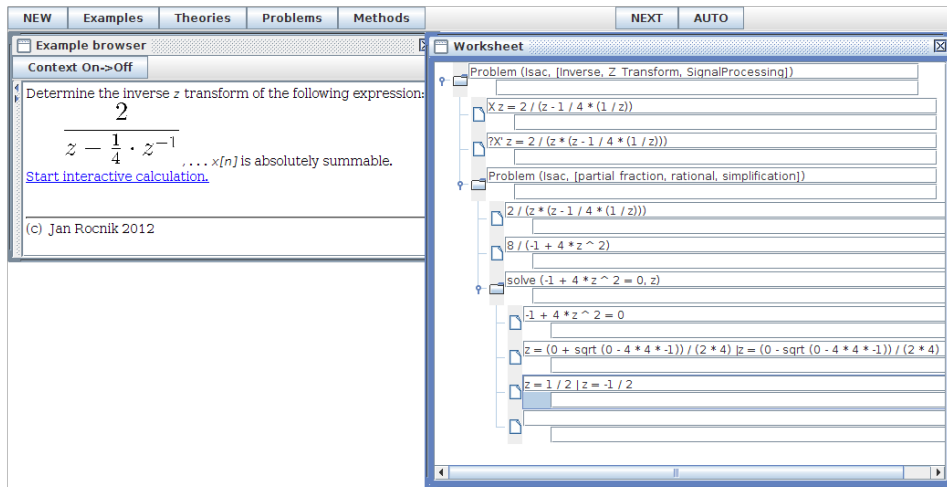 NEW Examples Theories Problems Methods NEXT AUTO
Example browser
Context On->Off
Determine the inverse z transform of the following expression:
2
z − 1/4 · z^-1
, . . . x[n] is absolutely summable.
Start interactive calculation.
(c) Jan Rocnik 2012
Worksheet
Problem (Isac, [Inverse, Z_Transform, SignalProcessing])
X z = 2 / (z - 1 / 4 * (1 / z))
?X' z = 2 / (z * (z - 1 / 4 * (1 / z)))
Problem (Isac, [partial_fraction, rational, simplification])
2 / (z * (z - 1 / 4 * (1 / z)))
8 / (-1 + 4 * z ^ 2)
solve (-1 + 4 * z ^ 2 = 0, z)
-1 + 4 * z ^ 2 = 0
z = (0 + sqrt (0 - 4 * 4 * -1)) / (2 * 4) |z = (0 - sqrt (0 - 4 * 4 * -1)) / (2 * 4)
z = 1 / 2 | z = -1 / 2